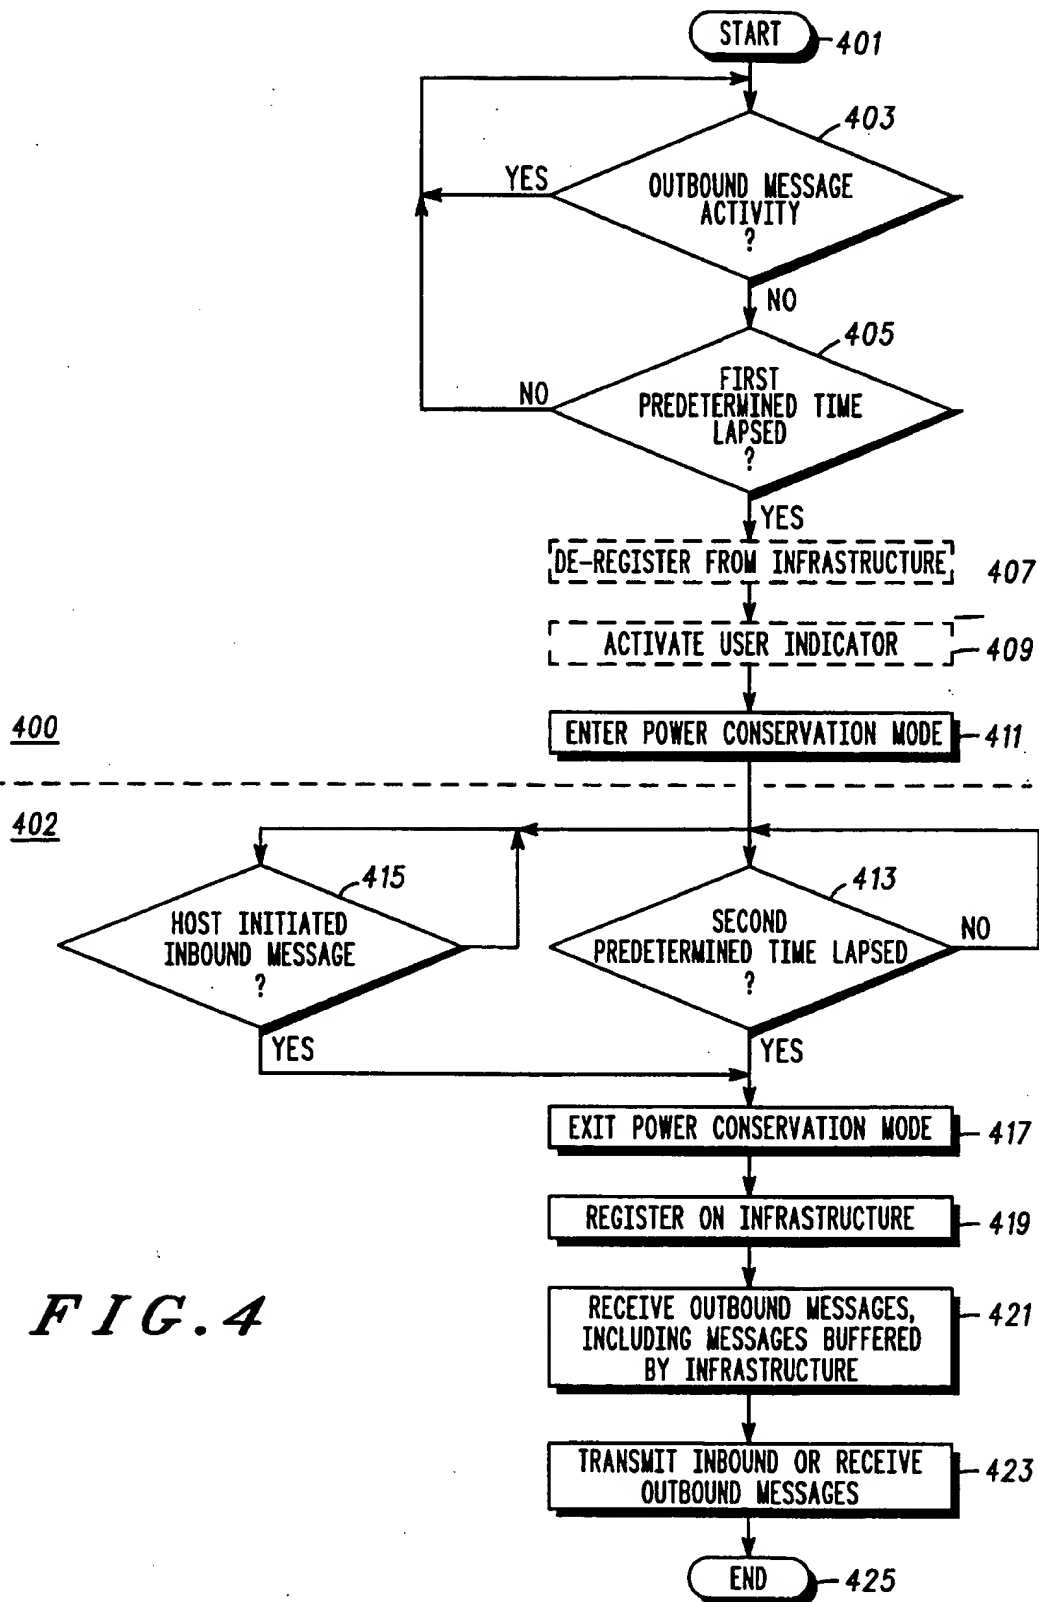 START
401
403
YES
OUTBOUND MESSAGE
ACTIVITY
?
NO
405
NO
FIRST
PREDETERMINED TIME
LAPSED
?
YES
DE-REGISTER FROM INFRASTRUCTURE
407
ACTIVATE USER INDICATOR
409
400
ENTER POWER CONSERVATION MODE
411
402
415
413
HOST INITIATED
INBOUND MESSAGE
?
SECOND
PREDETERMINED TIME LAPSED
?
NO
YES
YES
EXIT POWER CONSERVATION MODE
417
REGISTER ON INFRASTRUCTURE
419
FIG.4
RECEIVE OUTBOUND MESSAGES,
INCLUDING MESSAGES BUFFERED
BY INFRASTRUCTURE
421
TRANSMIT INBOUND OR RECEIVE
OUTBOUND MESSAGES
423
END
425